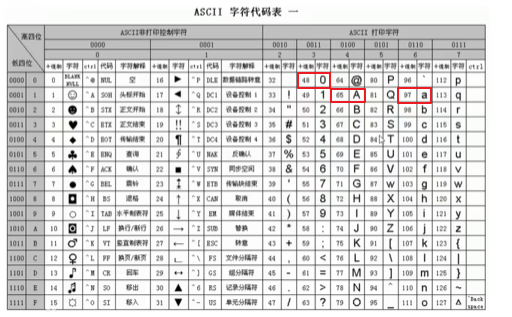 ASCII 字符代码表 一
高四位 ASCII非打印控制字符 ASCII 打印字符
0000 0001 0010 0011 0100 0101 0110 0111
0 1 2 3 4 5 6 7
低四位 十进制 字符 ctrl 代码 字符解释 十进制 字符 ctrl 代码 字符解释 十进制 字符 十进制 字符 十进制 字符 十进制 字符 十进制 字符 十进制 字符 ctrl
0000 0 0 BLANK NULL ^@ NUL 空 16 ► ^P DLE 数据链路转意 32 48 0 64 @ 80 P 96 ` 112 p
0001 1 1 ☺ ^A SOH 头标开始 17 ◄ ^Q DC1 设备控制 1 33 ! 49 1 65 A 81 Q 97 a 113 q
0010 2 2 ☻ ^B STX 正文开始 18 ↕ ^R DC2 设备控制 2 34 " 50 2 66 B 82 R 98 b 114 r
0011 3 3 ♥ ^C ETX 正文结束 19 ‼ ^S DC3 设备控制 3 35 # 51 3 67 C 83 S 99 c 115 s
0100 4 4 ♦ ^D EOT 传输结束 20 ¶ ^T DC4 设备控制 4 36 $ 52 4 68 D 84 T 100 d 116 t
0101 5 5 ♣ ^E ENQ 查询 21 ∮ ^U NAK 反确认 37 % 53 5 69 E 85 U 101 e 117 u
0110 6 6 ♠ ^F ACK 确认 22 ■ ^V SYN 同步空闲 38 & 54 6 70 F 86 V 102 f 118 v
0111 7 7 ● ^G BEL 震铃 23 ↨ ^W ETB 传输块结束 39 ' 55 7 71 G 87 w 103 g 119 w
1000 8 8 ◘ ^H BS 退格 24 ↑ ^X CAN 取消 40 ( 56 8 72 H 88 X 104 h 120 x
1001 9 9 ○ ^I TAB 水平制表符 25 ↓ ^Y EM 媒体结束 41 ) 57 9 73 I 89 Y 105 i 121 y
1010 A 10 ◙ ^J LF 换行/新行 26 → ^Z SUB 替换 42 * 58 : 74 J 90 Z 106 j 122 z
1011 B 11 ♂ ^K VT 竖直制表符 27 ← ^[ ESC 转意 43 + 59 ; 75 K 91 [ 107 k 123 {
1100 C 12 ♀ ^L FF 换页/新页 28 ∟ ^\ FS 文件分隔符 44 , 60 < 76 L 92 \ 108 l 124 |
1101 D 13 ♪ ^M CR 回车 29 ↔ ^] GS 组分隔符 45 - 61 = 77 M 93 ] 109 m 125 }
1110 E 14 ♫ ^N SO 移出 30 ▲ ^6 RS 记录分隔符 46 . 62 > 78 N 94 ^ 110 n 126 ~
1111 F 15 ☼ ^O SI 移入 31 ▼ ^- US 单元分隔符 47 / 63 ? 79 O 95 _ 111 o 127 Δ ^Back space